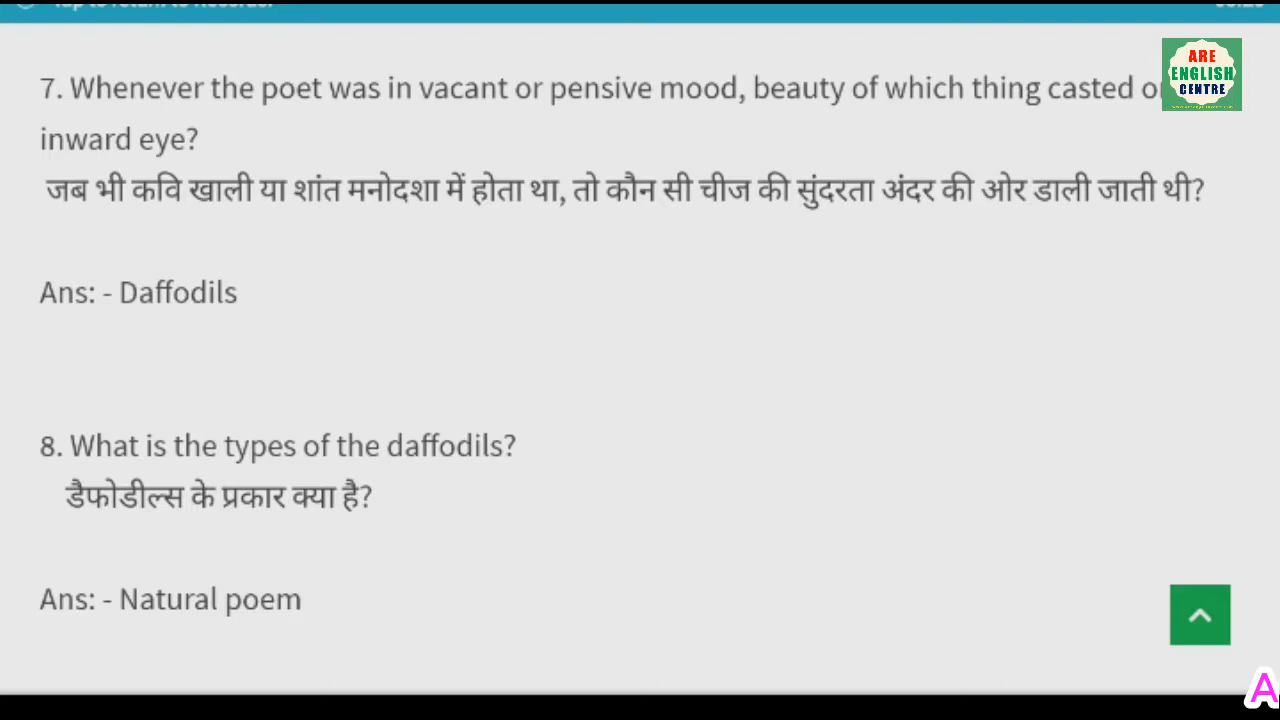 7. Whenever the poet was in vacant or pensive mood, beauty of which thing casted
ARE
ENGLISH
CENTRE
inward eye?
जब भी कवि खाली या शांत मनोदशा में होता था, तो कौन सी चीज की सुंदरता अंदर की ओर डाली जाती थी?
Ans: - Daffodils
8. What is the types of the daffodils?
डैफोडील्स के प्रकार क्या है?
Ans: - Natural poem
A